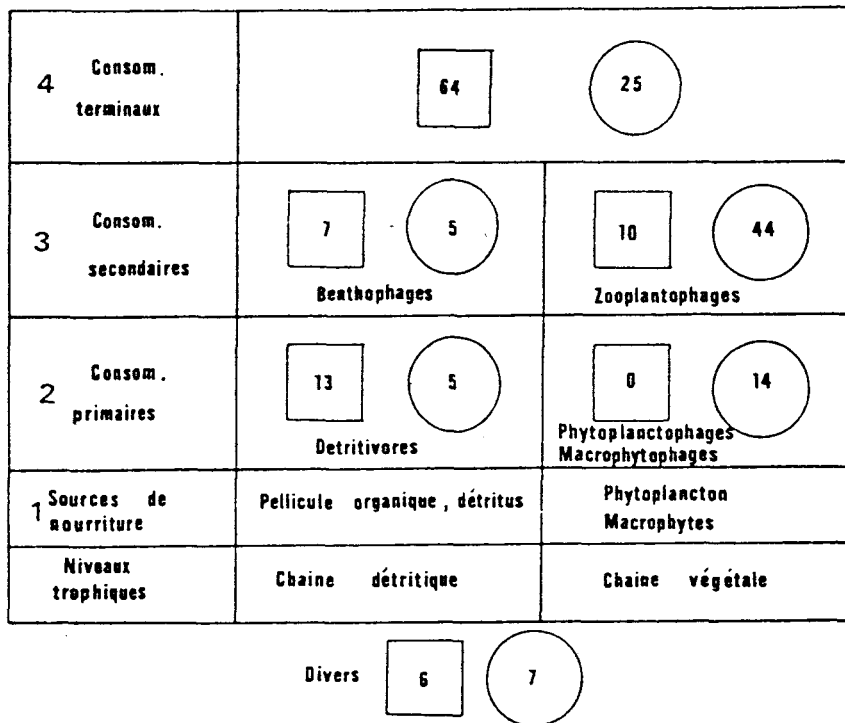 4 Consom.
terminaux
64 25
3 Consom.
secondaires
7 5
Benthophages
10 44
Zooplantophages
2 Consom.
primaires
13 5
Detritivores
0 14
Phytoplanctophages
Macrophytophages
1 Sources de
nourriture
Pellicule organique , détritus
Phytoplancton
Macrophytes
Niveaux
trophiques
Chaine détritique
Chaine végétale
Divers 6 7